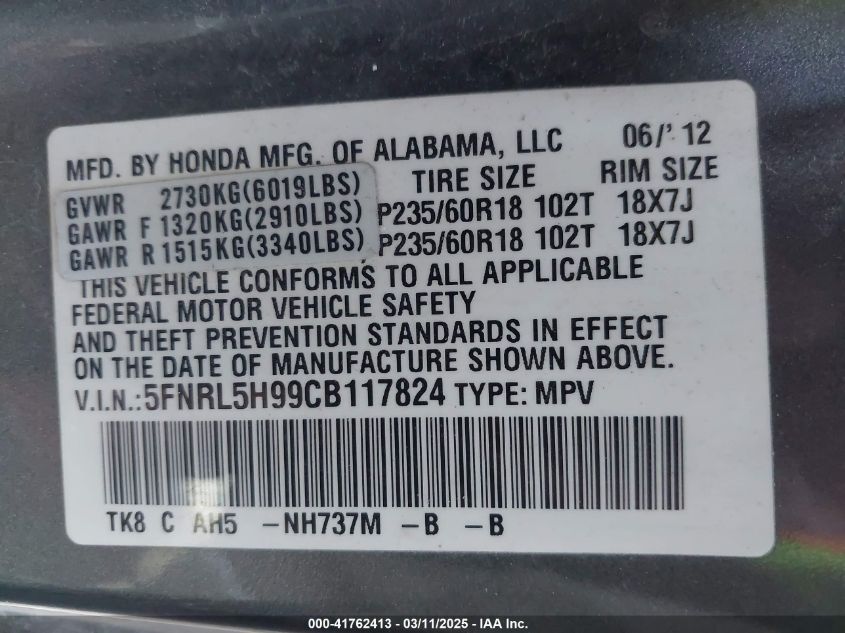 MFD. BY HONDA MFG. OF ALABAMA, LLC 06/' 12
GVWR 2730KG(6019LBS) TIRE SIZE RIM SIZE
GAWR F 1320KG(2910LBS) P235/60R18 102T 18X7J
GAWR R 1515KG(3340LBS) P235/60R18 102T 18X7J
THIS VEHICLE CONFORMS TO ALL APPLICABLE
FEDERAL MOTOR VEHICLE SAFETY
AND THEFT PREVENTION STANDARDS IN EFFECT
ON THE DATE OF MANUFACTURE SHOWN ABOVE.
V.I.N.: 5FNRL5H99CB117824 TYPE: MPV
TK8 C AH5 -NH737M -B -B
000-41762413 - 03/11/2025 - IAA Inc.